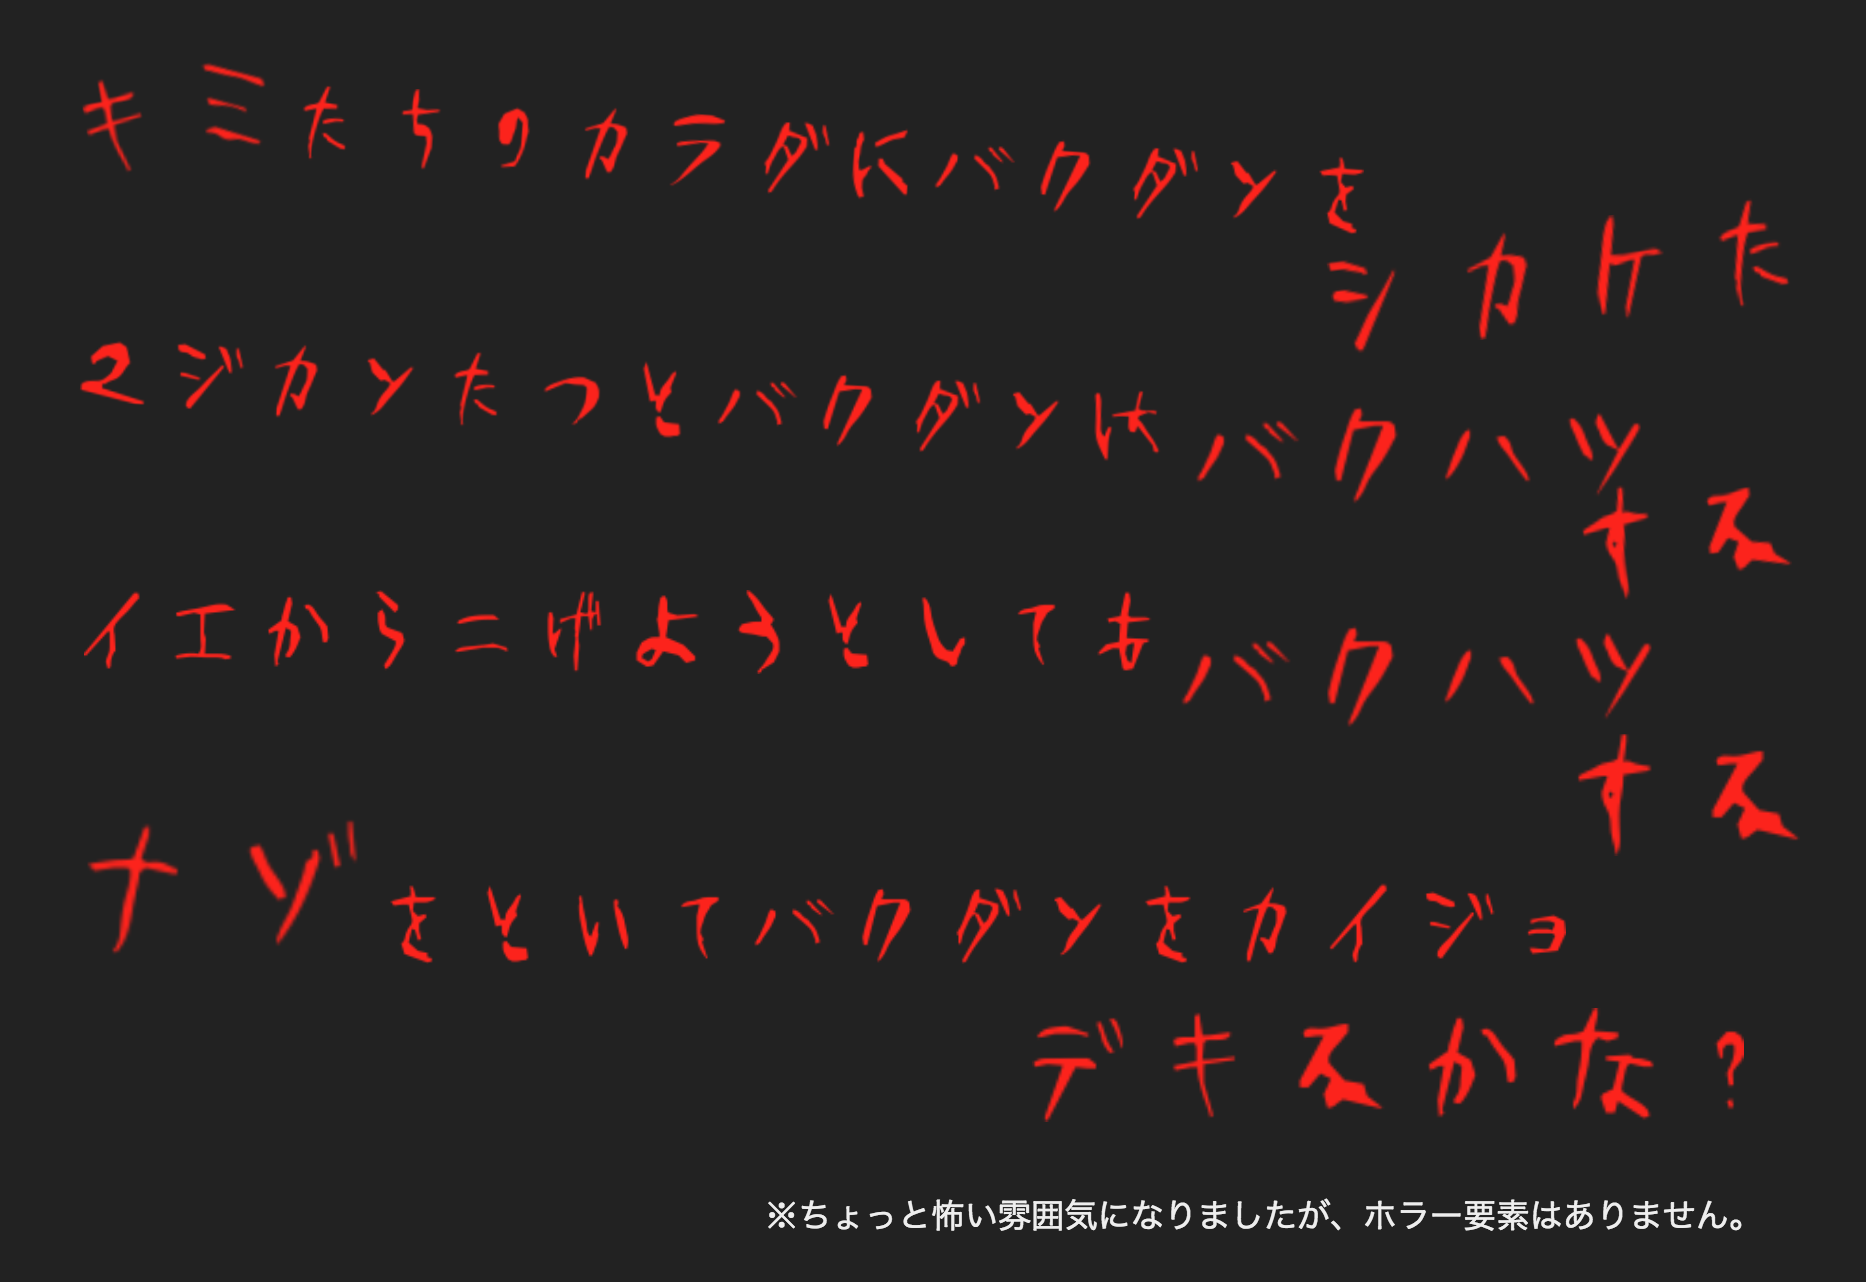 キミたちのカラダにバクダンを
シカケた
2ジカンたつとバクダンはバクハツ
する
イエからニげようとしてもバクハツ
する
ナゾをといてバクダンをカイジョ
デキるかな?
※ちょっと怖い雰囲気になりましたが、ホラー要素はありません。